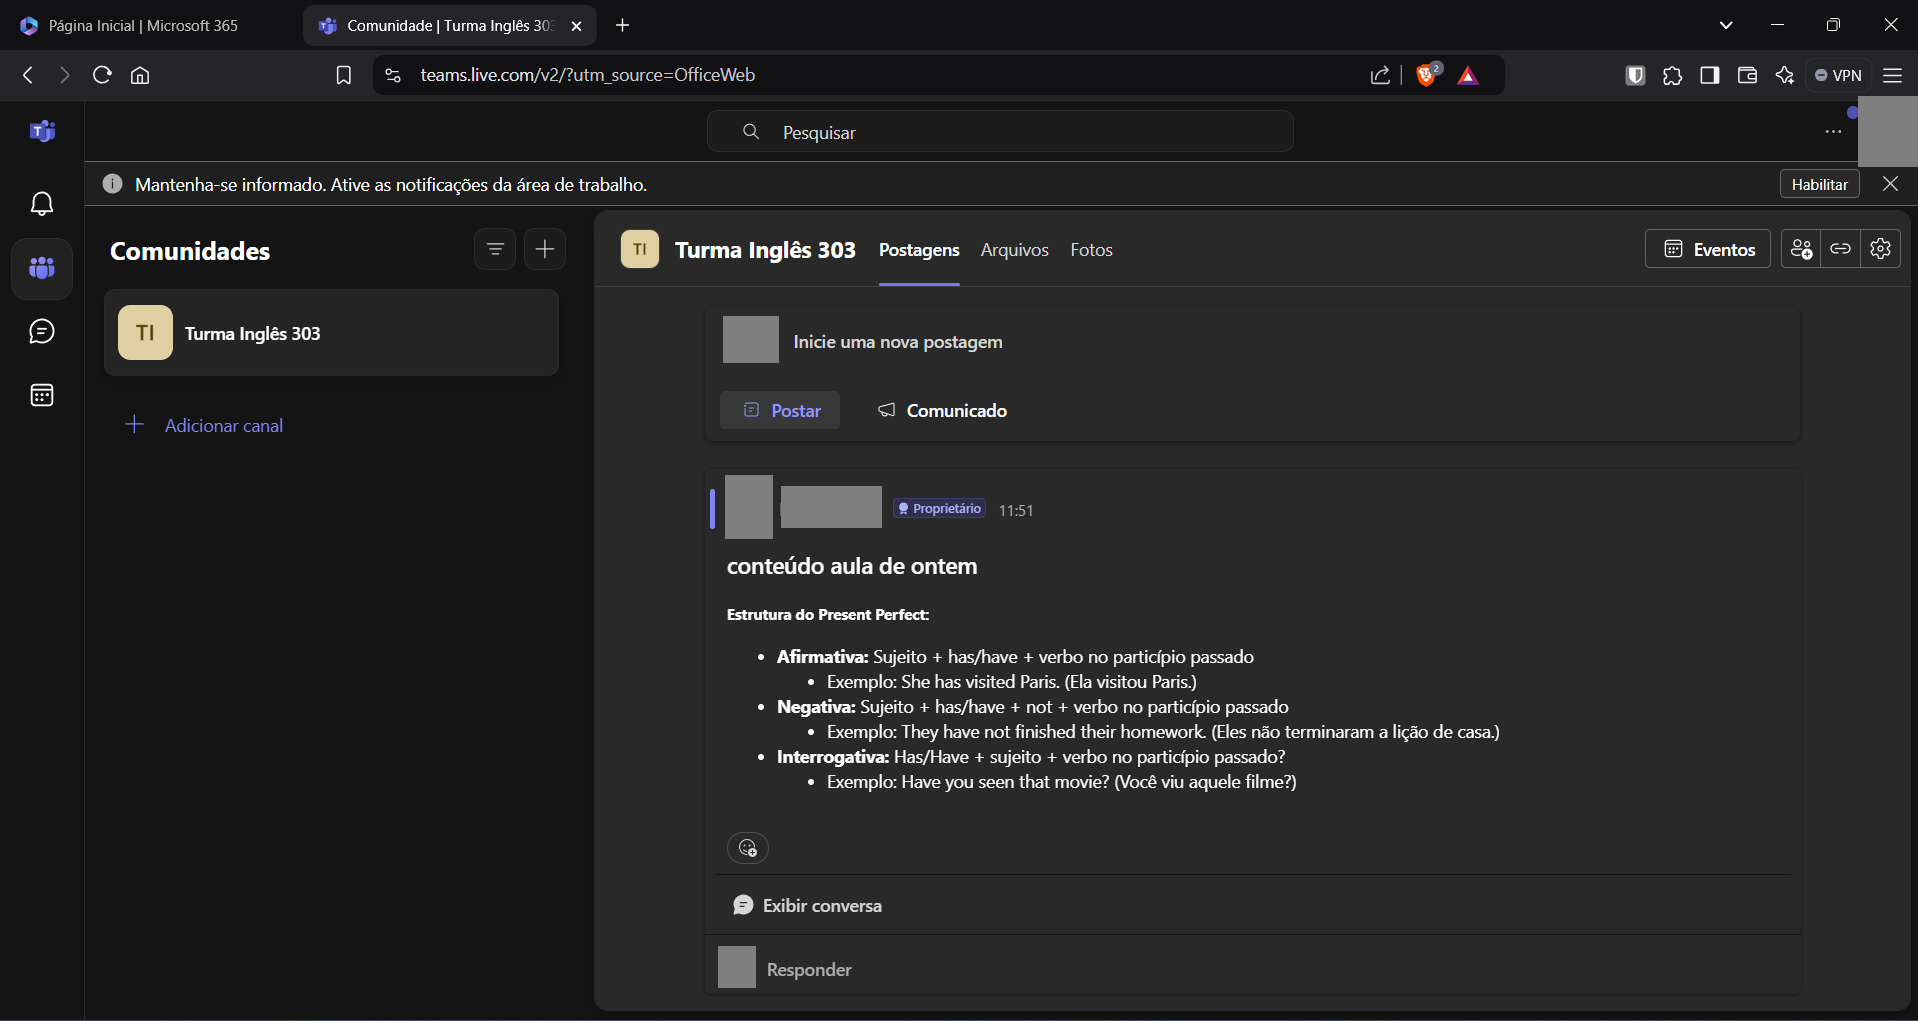 Página Inicial | Microsoft 365
Comunidade | Turma Inglês 303
teams.live.com/v2/?utm_source=OfficeWeb
2
VPN
T
Pesquisar
Mantenha-se informado. Ative as notificações da área de trabalho.
Habilitar
Comunidades
TI
Turma Inglês 303
Postagens
Arquivos
Fotos
Eventos
TI
Turma Inglês 303
Adicionar canal
Inicie uma nova postagem
Postar
Comunicado
Proprietário
11:51
conteúdo aula de ontem
Estrutura do Present Perfect:
• Afirmativa: Sujeito + has/have + verbo no particípio passado
• Exemplo: She has visited Paris. (Ela visitou Paris.)
• Negativa: Sujeito + has/have + not + verbo no particípio passado
• Exemplo: They have not finished their homework. (Eles não terminaram a lição de casa.)
• Interrogativa: Has/Have + sujeito + verbo no particípio passado?
• Exemplo: Have you seen that movie? (Você viu aquele filme?)
Exibir conversa
Responder